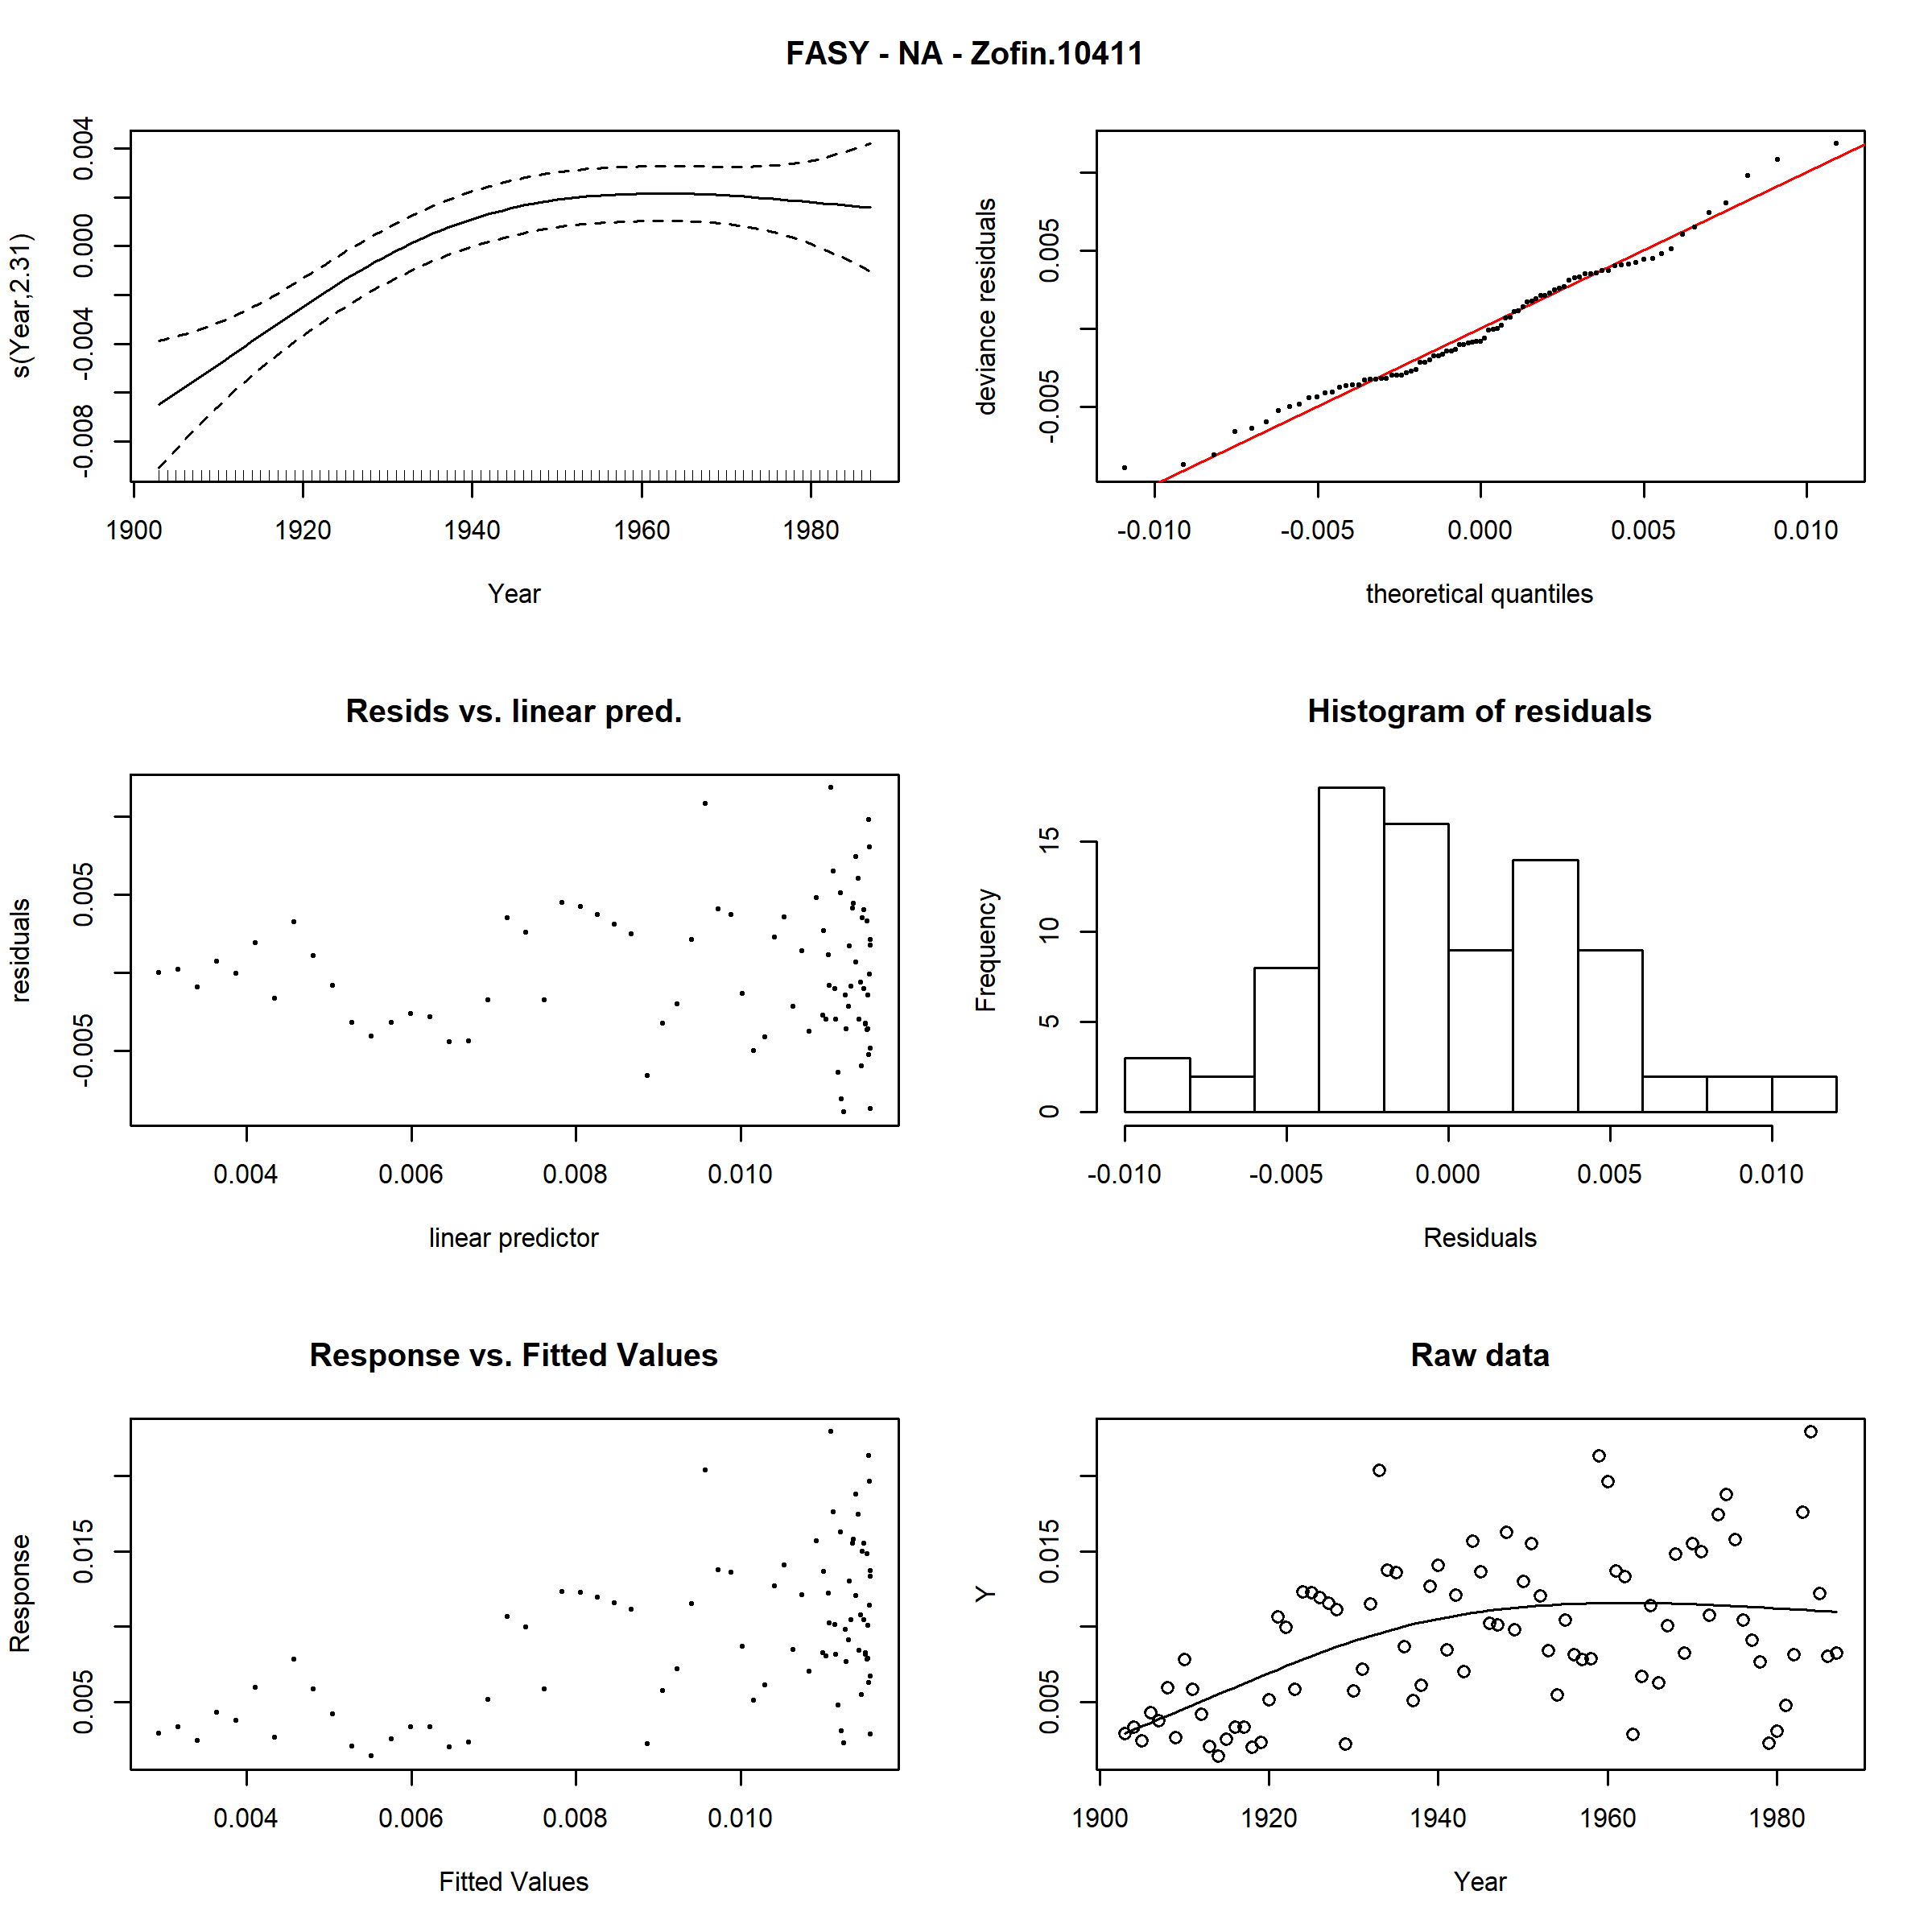 FASY - NA - Zofin.10411
s(Year,2.31)
0.004
0.000
-0.004
-0.008
1900 1920 1940 1960 1980
Year
deviance residuals
0.005
-0.005
-0.010 -0.005 0.000 0.005 0.010
theoretical quantiles
Resids vs. linear pred.
residuals
0.005
-0.005
0.004 0.006 0.008 0.010
linear predictor
Histogram of residuals
Frequency
15
10
5
0
-0.010 -0.005 0.000 0.005 0.010
Residuals
Response vs. Fitted Values
Response
0.015
0.005
0.004 0.006 0.008 0.010
Fitted Values
Raw data
Y
0.015
0.005
1900 1920 1940 1960 1980
Year